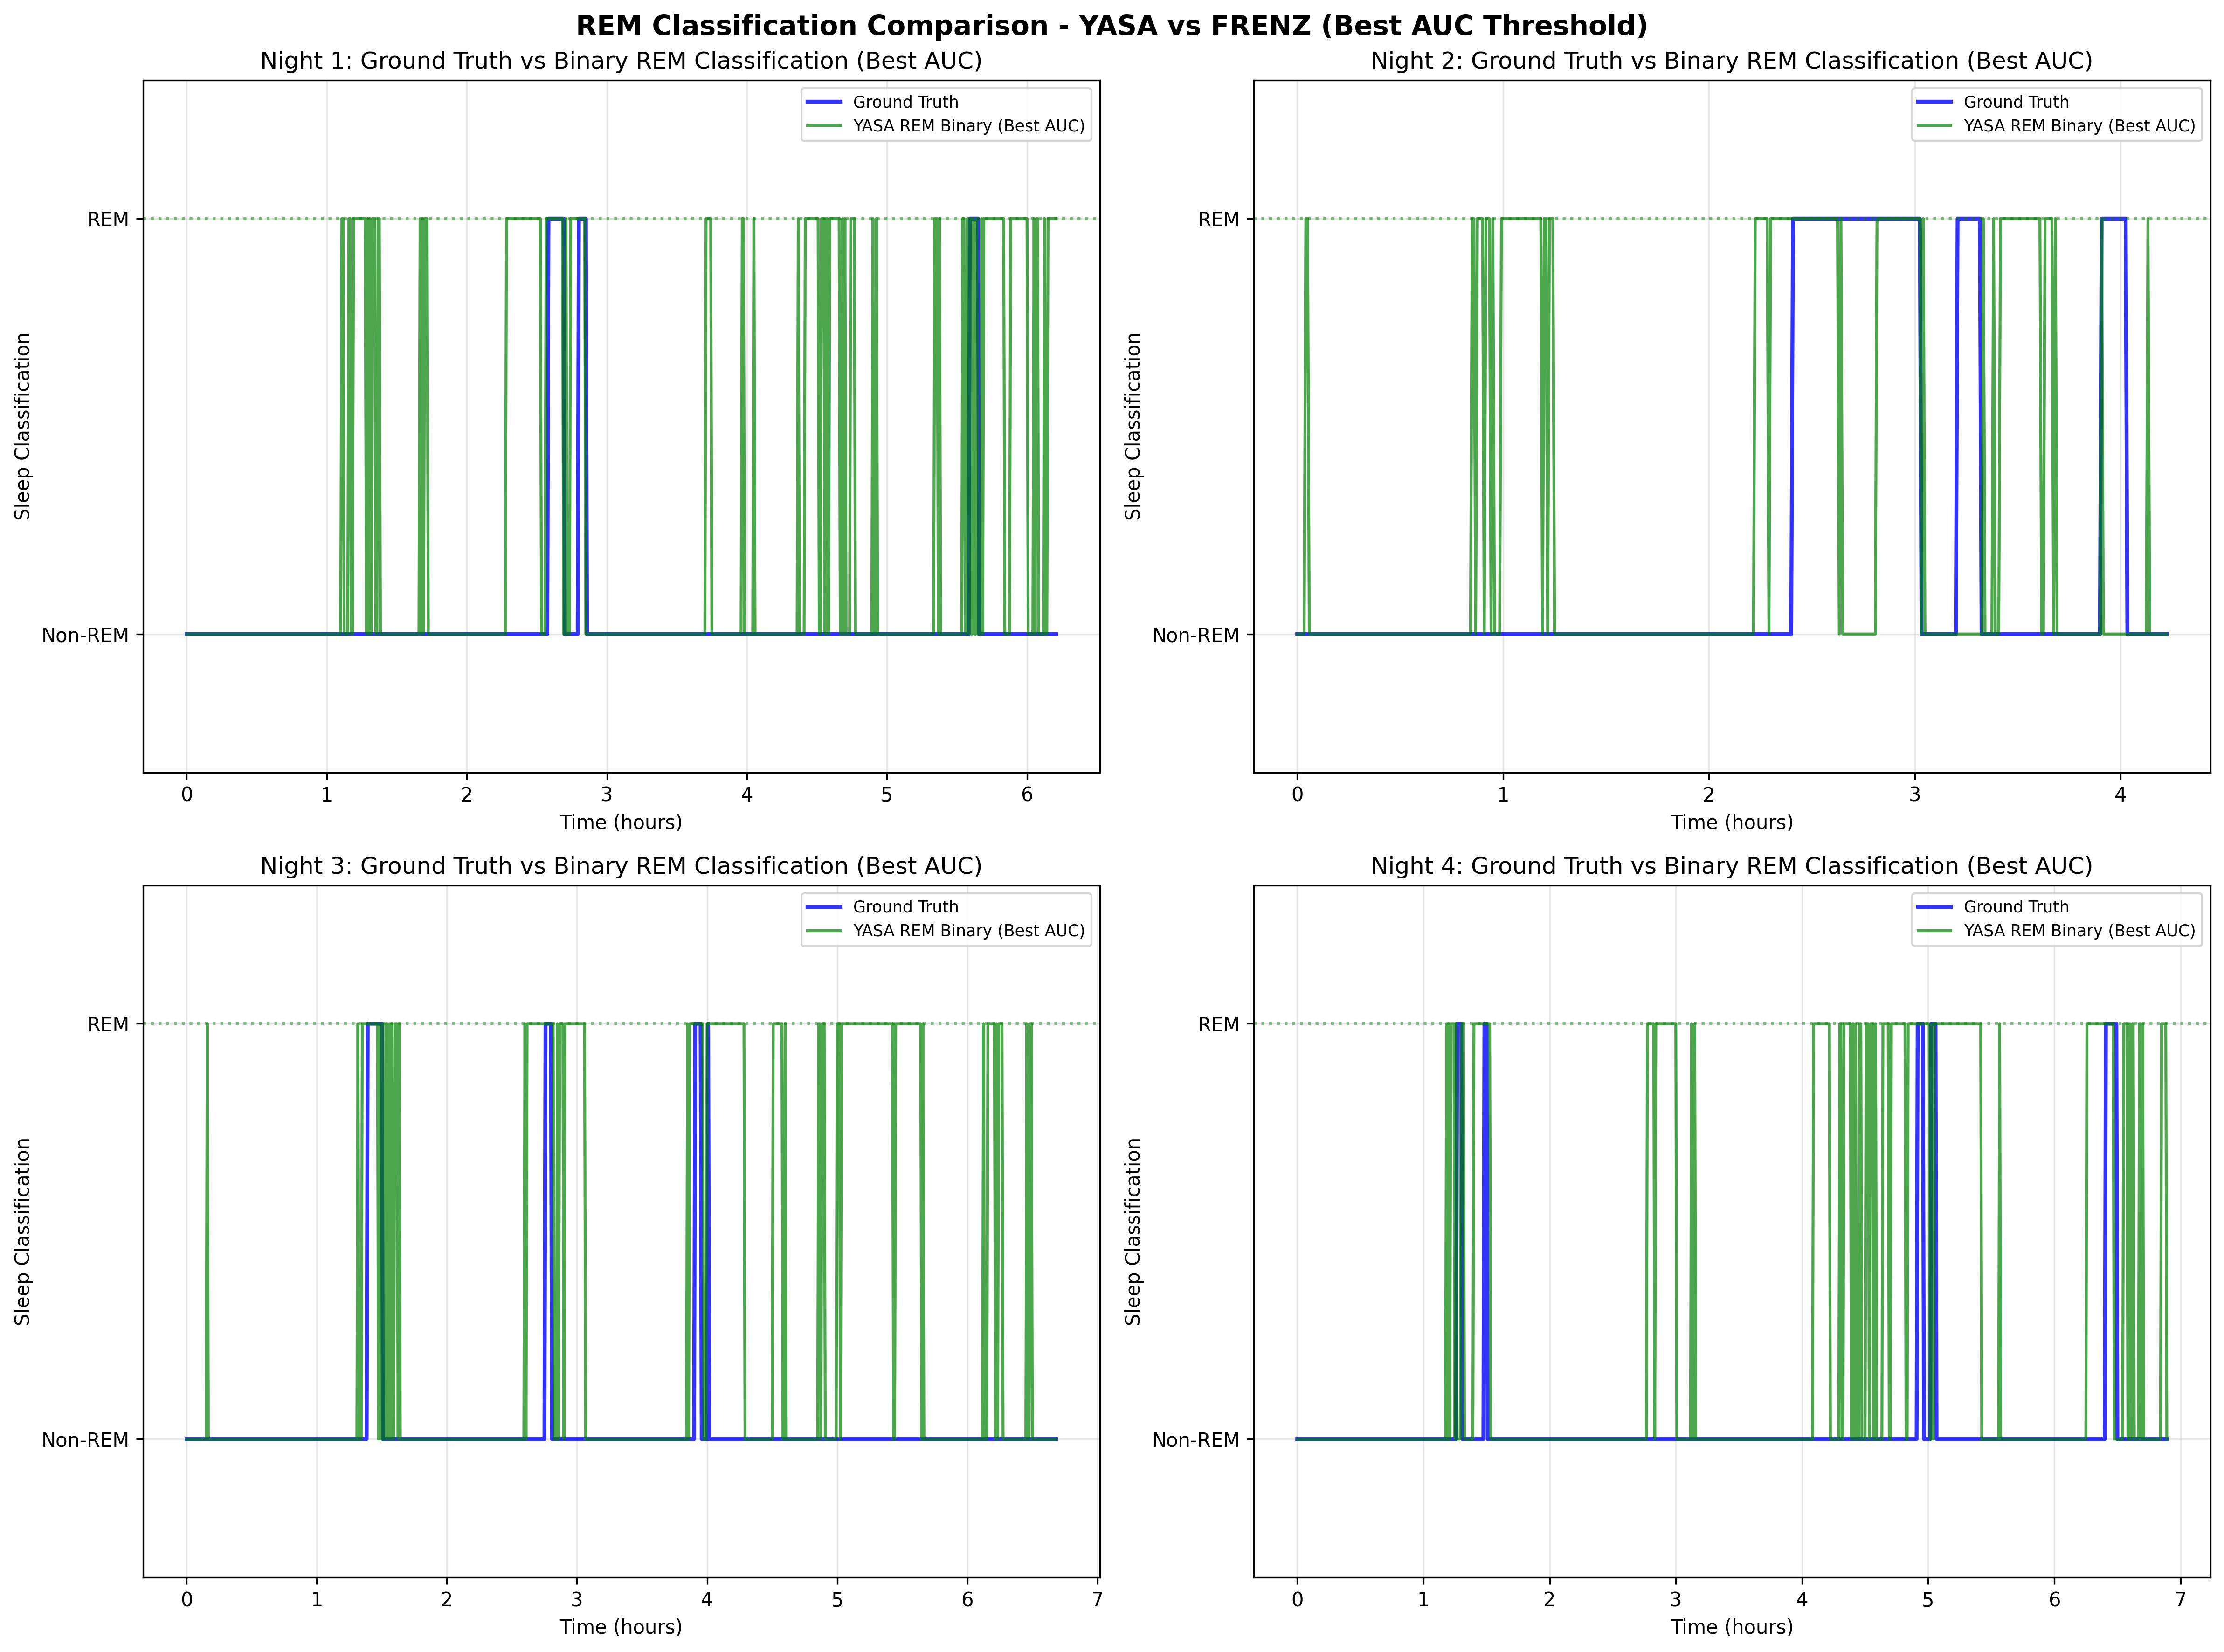 REM Classification Comparison - YASA vs FRENZ (Best AUC Threshold)
Night 1: Ground Truth vs Binary REM Classification (Best AUC)
Ground Truth
YASA REM Binary (Best AUC)
REM
Non-REM
Sleep Classification
0 1 2 3 4 5 6
Time (hours)
Night 2: Ground Truth vs Binary REM Classification (Best AUC)
Ground Truth
YASA REM Binary (Best AUC)
REM
Non-REM
Sleep Classification
0 1 2 3 4
Time (hours)
Night 3: Ground Truth vs Binary REM Classification (Best AUC)
Ground Truth
YASA REM Binary (Best AUC)
REM
Non-REM
Sleep Classification
0 1 2 3 4 5 6 7
Time (hours)
Night 4: Ground Truth vs Binary REM Classification (Best AUC)
Ground Truth
YASA REM Binary (Best AUC)
REM
Non-REM
Sleep Classification
0 1 2 3 4 5 6 7
Time (hours)